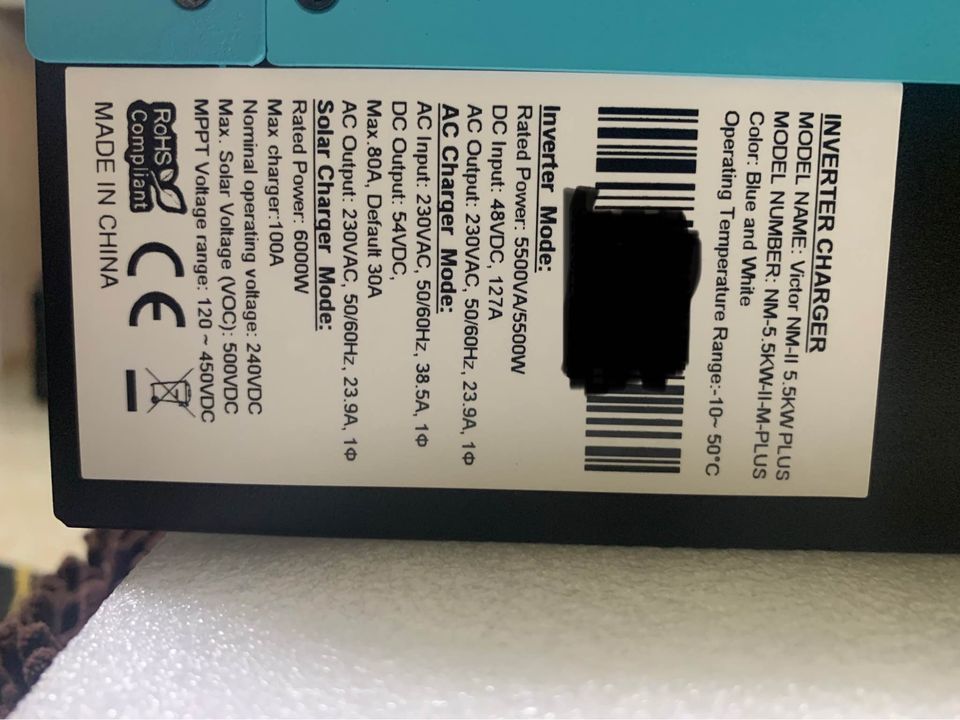 INVERTER CHARGER
MODEL NAME: Victor NM-II 5.5KW PLUS
MODEL NUMBER: NM-5.5KW-II-M-PLUS
Color: Blue and White
Operating Temperature Range:-10~ 50°C
Inverter Mode:
Rated Power: 5500VA/5500W
DC Input: 48VDC, 127A
AC Output: 230VAC, 50/60Hz, 23.9A, 1Φ
AC Charger Mode:
AC Input: 230VAC, 50/60Hz, 38.5A, 1Φ
DC Output: 54VDC,
Max.80A, Default 30A
AC Output: 230VAC, 50/60Hz, 23.9A, 1Φ
Solar Charger Mode:
Rated Power: 6000W
Max charger:100A
Nominal operating voltage: 240VDC
Max. Solar Voltage (VOC): 500VDC
MPPT Voltage range: 120 ~ 450VDC
RoHS
Compliant
CE
MADE IN CHINA